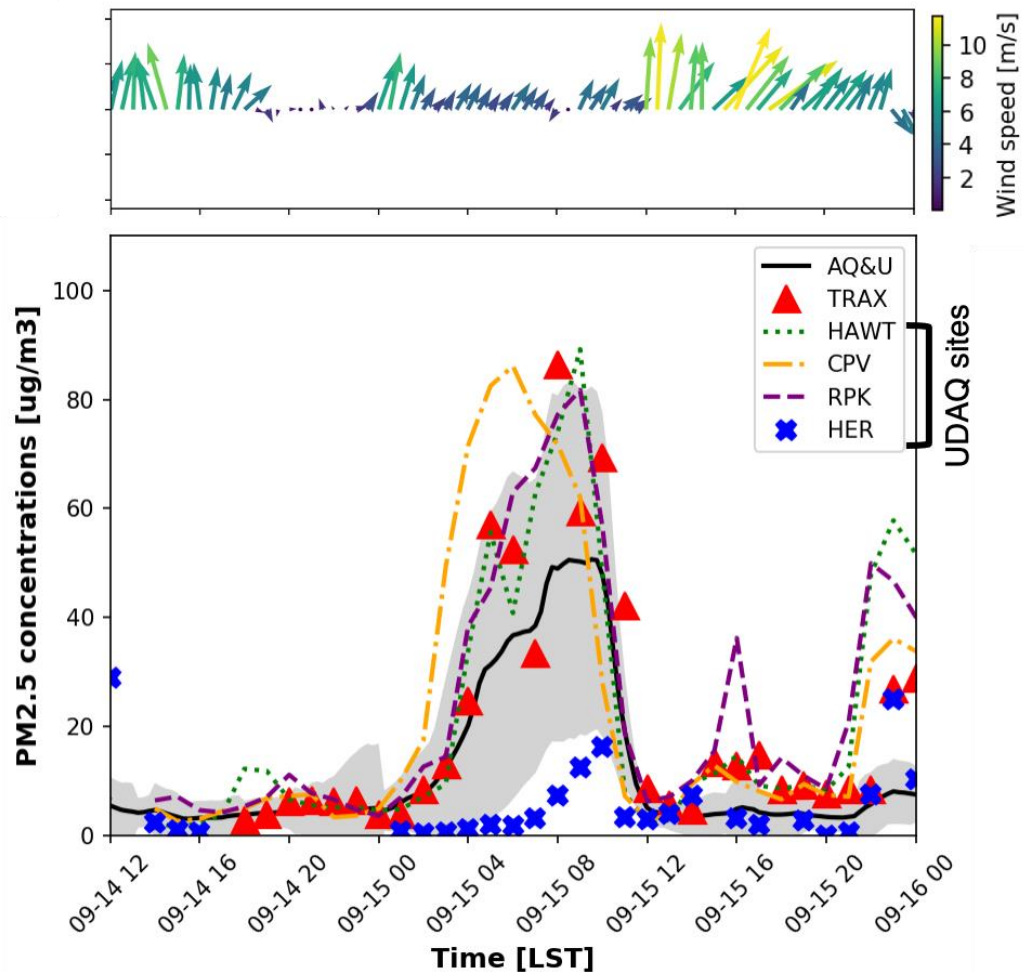 10
8
6
4
2
Wind speed [m/s]
100
80
60
40
20
0
PM2.5 concentrations [ug/m3]
AQ&U
TRAX
HAWT
CPV
RPK
HER
UDAQ sites
09-14 12
09-14 16
09-14 20
09-15 00
09-15 04
09-15 08
09-15 12
09-15 16
09-15 20
09-16 00
Time [LST]